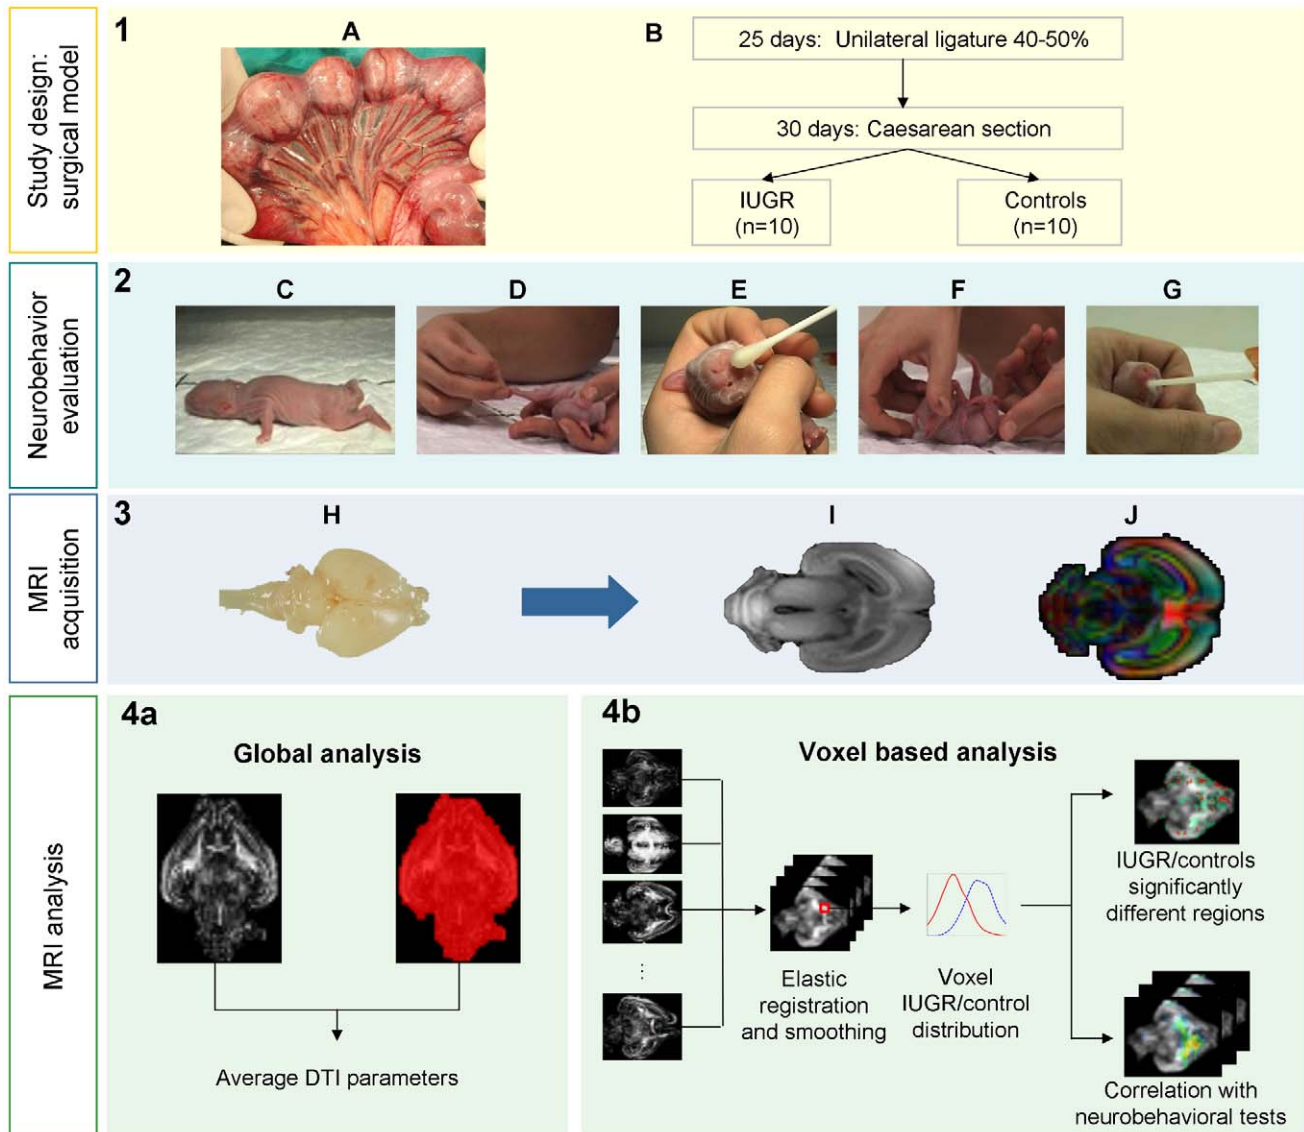 Study design:
surgical model
1
A
B
25 days: Unilateral ligature 40-50%
30 days: Caesarean section
IUGR
(n=10)
Controls
(n=10)
Neurobehavior
evaluation
2
C
D
E
F
G
MRI
acquisition
3
H
I
J
MRI analysis
4a
Global analysis
Average DTI parameters
4b
Voxel based analysis
...
Elastic
registration
and smoothing
Voxel
IUGR/control
distribution
IUGR/controls
significantly
different regions
Correlation with
neurobehavioral tests